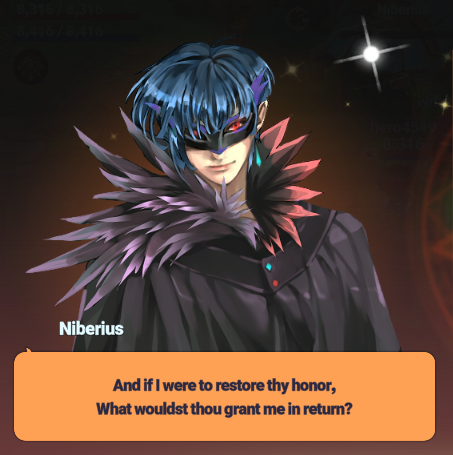 Niberius
And if I were to restore thy honor,
What wouldst thou grant me in return?